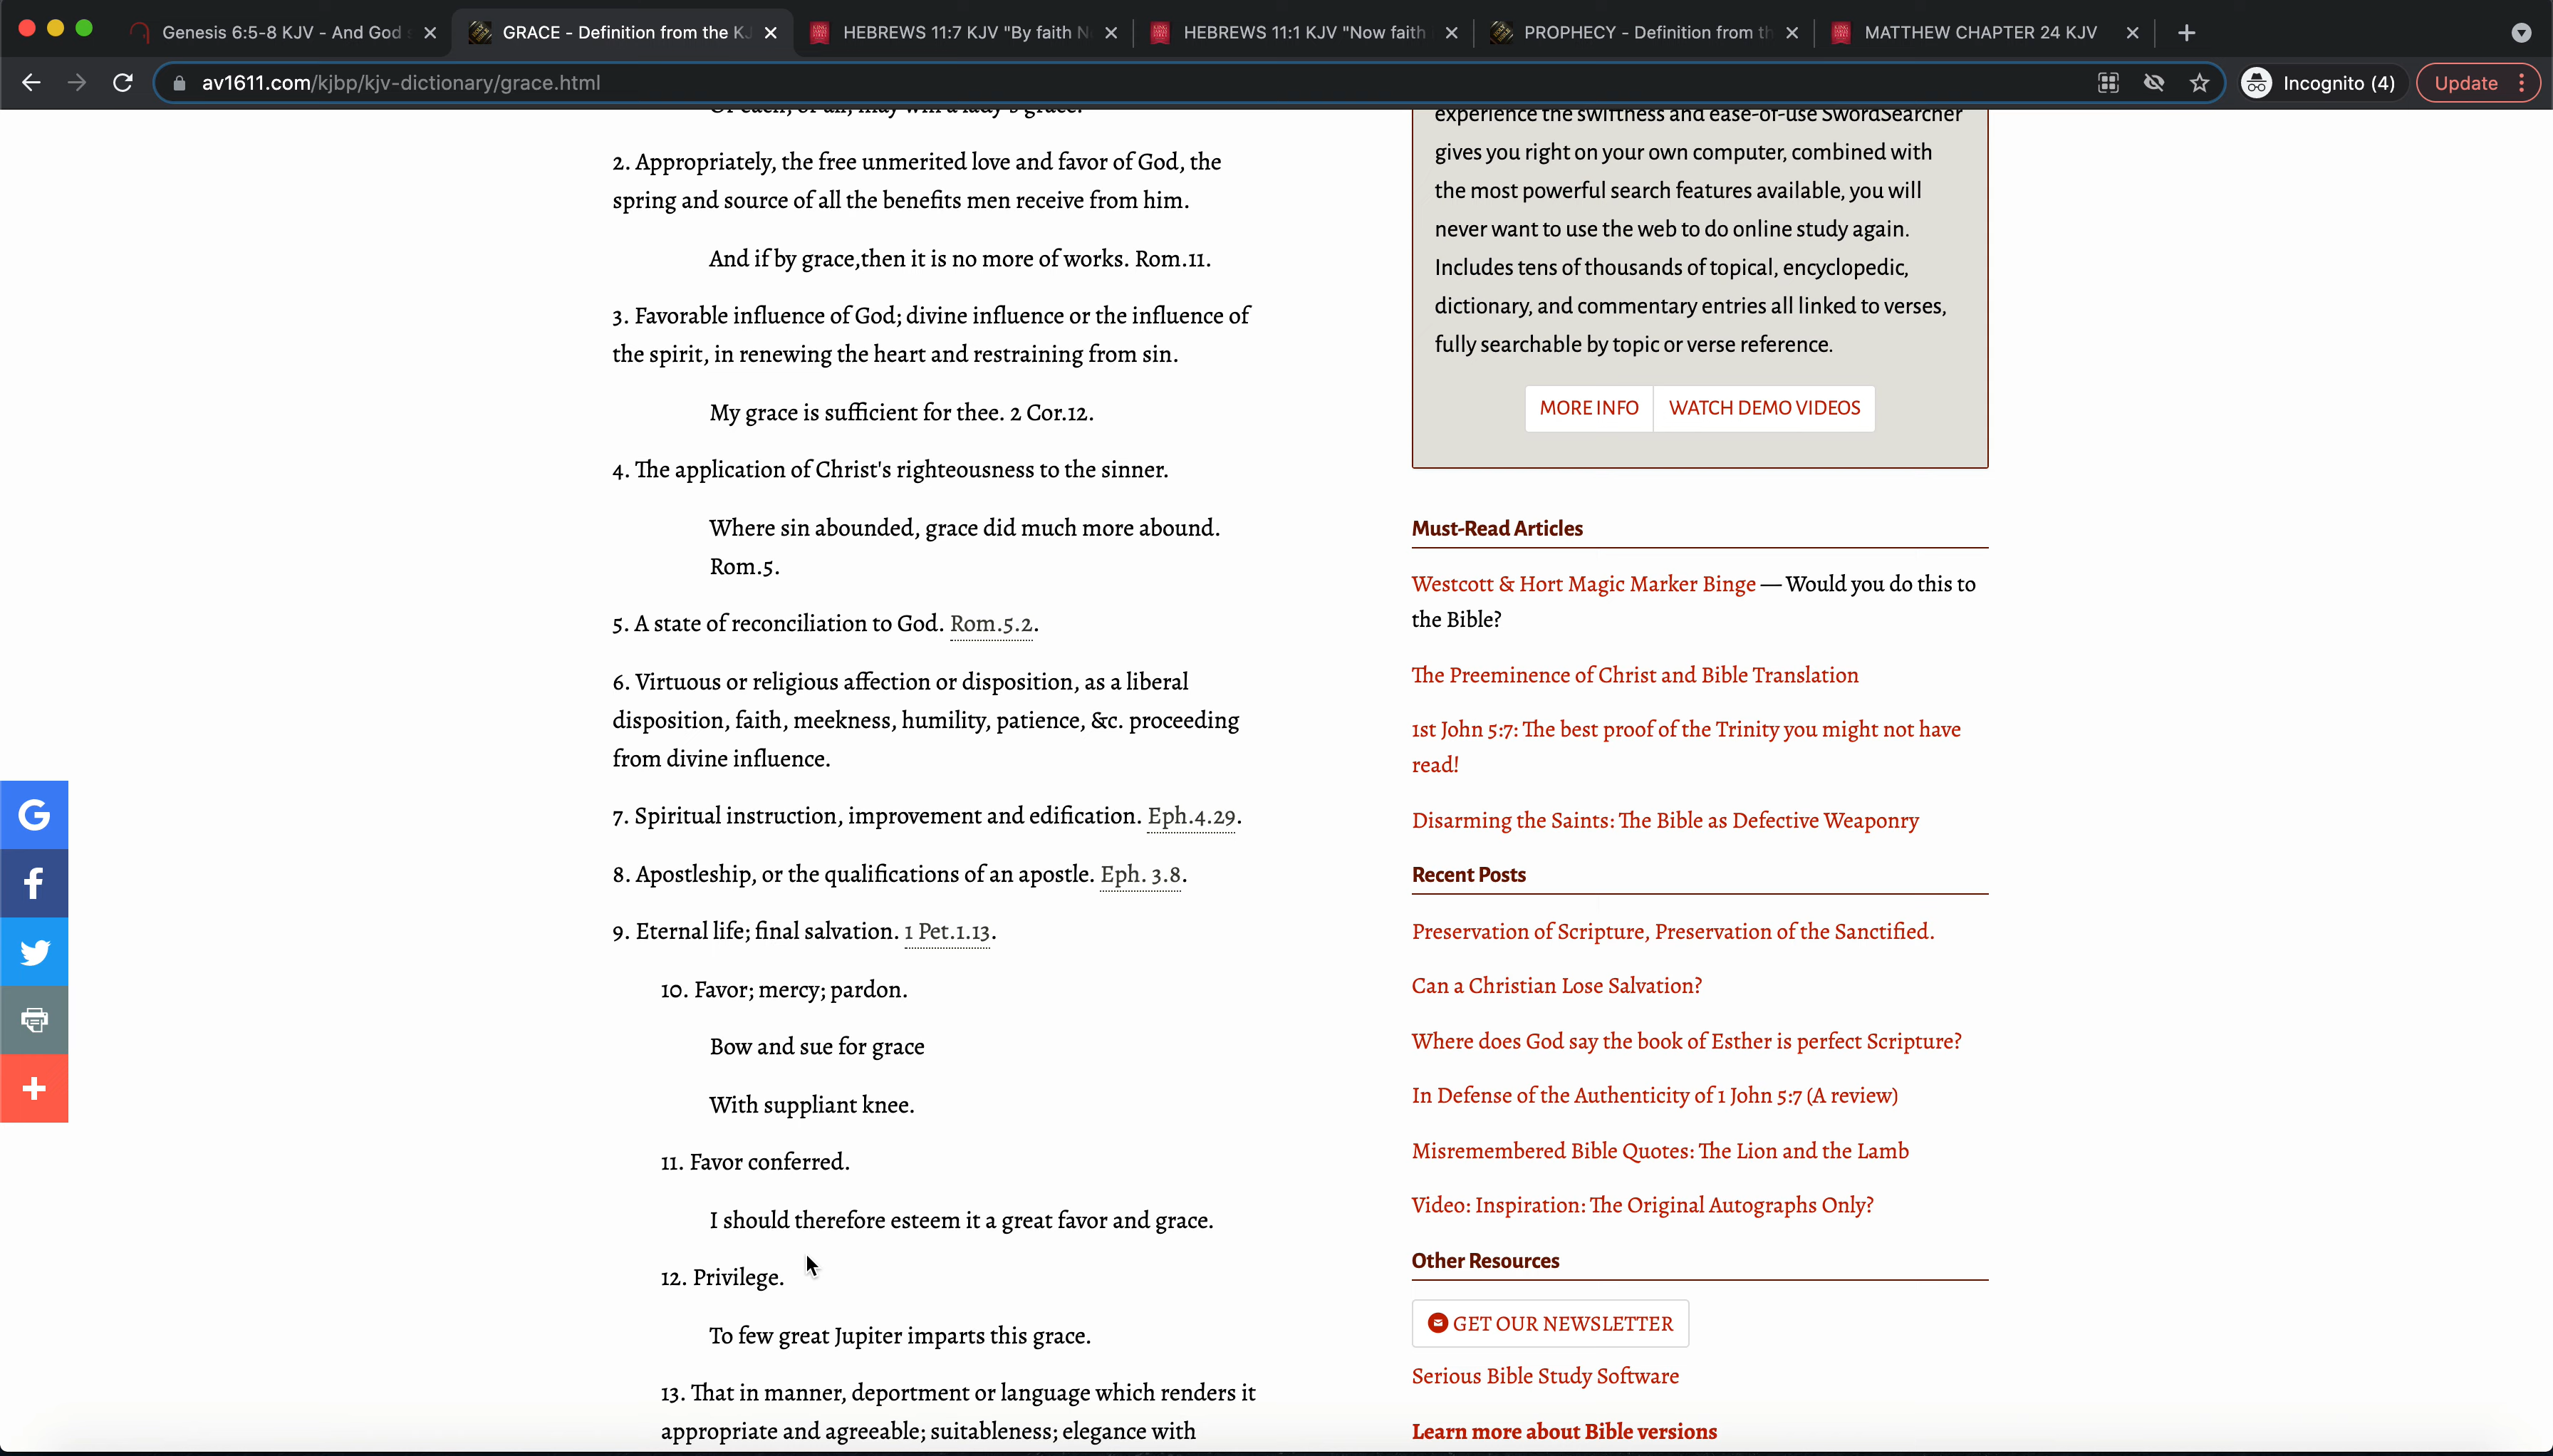 Genesis 6:5-8 KJV - And God
GRACE - Definition from the KJ
HEBREWS 11:7 KJV "By faith N
HEBREWS 11:1 KJV "Now faith
PROPHECY - Definition from th
MATTHEW CHAPTER 24 KJV
av1611.com/kjbp/kjv-dictionary/grace.html
Incognito (4)
Update
Of each, or all, may win a lady's grace.
2. Appropriately, the free unmerited love and favor of God, the
spring and source of all the benefits men receive from him.
And if by grace,then it is no more of works. Rom.11.
3. Favorable influence of God; divine influence or the influence of
the spirit, in renewing the heart and restraining from sin.
My grace is sufficient for thee. 2 Cor.12.
4. The application of Christ's righteousness to the sinner.
Where sin abounded, grace did much more abound.
Rom.5.
5. A state of reconciliation to God. Rom.5.2.
6. Virtuous or religious affection or disposition, as a liberal
disposition, faith, meekness, humility, patience, &c. proceeding
from divine influence.
7. Spiritual instruction, improvement and edification. Eph.4.29.
8. Apostleship, or the qualifications of an apostle. Eph. 3.8.
9. Eternal life; final salvation. 1 Pet.1.13.
10. Favor; mercy; pardon.
Bow and sue for grace
With suppliant knee.
11. Favor conferred.
I should therefore esteem it a great favor and grace.
12. Privilege.
To few great Jupiter imparts this grace.
13. That in manner, deportment or language which renders it
appropriate and agreeable; suitableness; elegance with
experience the swiftness and ease-of-use SwordSearcher
gives you right on your own computer, combined with
the most powerful search features available, you will
never want to use the web to do online study again.
Includes tens of thousands of topical, encyclopedic,
dictionary, and commentary entries all linked to verses,
fully searchable by topic or verse reference.
MORE INFO
WATCH DEMO VIDEOS
Must-Read Articles
Westcott & Hort Magic Marker Binge — Would you do this to
the Bible?
The Preeminence of Christ and Bible Translation
1st John 5:7: The best proof of the Trinity you might not have
read!
Disarming the Saints: The Bible as Defective Weaponry
Recent Posts
Preservation of Scripture, Preservation of the Sanctified.
Can a Christian Lose Salvation?
Where does God say the book of Esther is perfect Scripture?
In Defense of the Authenticity of 1 John 5:7 (A review)
Misremembered Bible Quotes: The Lion and the Lamb
Video: Inspiration: The Original Autographs Only?
Other Resources
GET OUR NEWSLETTER
Serious Bible Study Software
Learn more about Bible versions